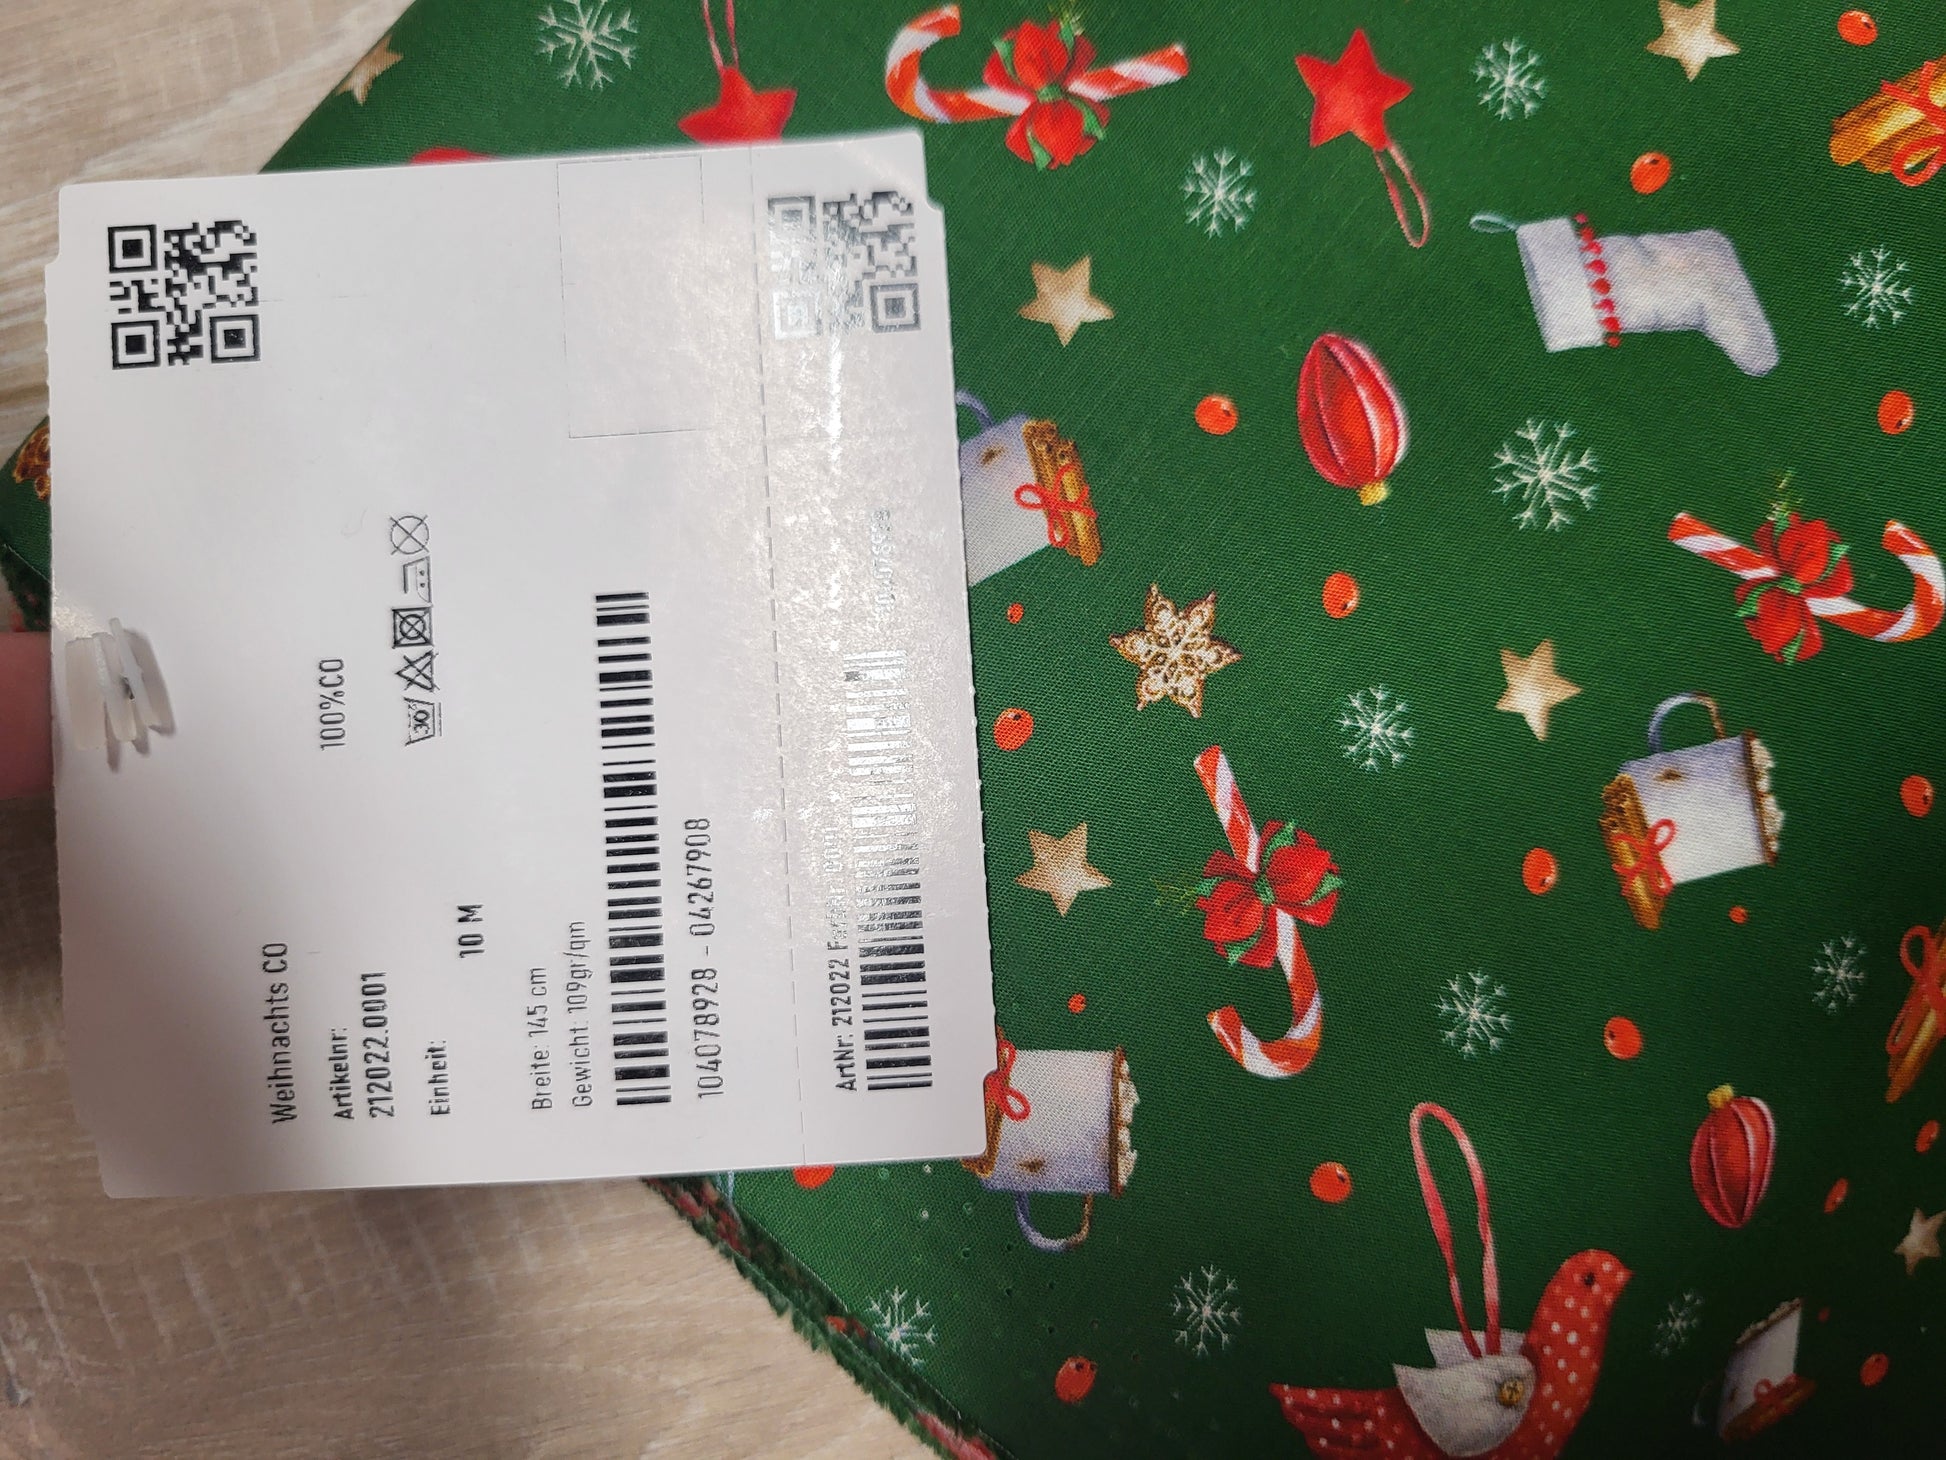 Weihnachts CO
Artikelnr:
212022.0001
100%CO
30
Einheit:
10 M
Breite: 145 cm
Gewicht: 109gr/qm
104078928 - 04267908
ArtNr: 212022